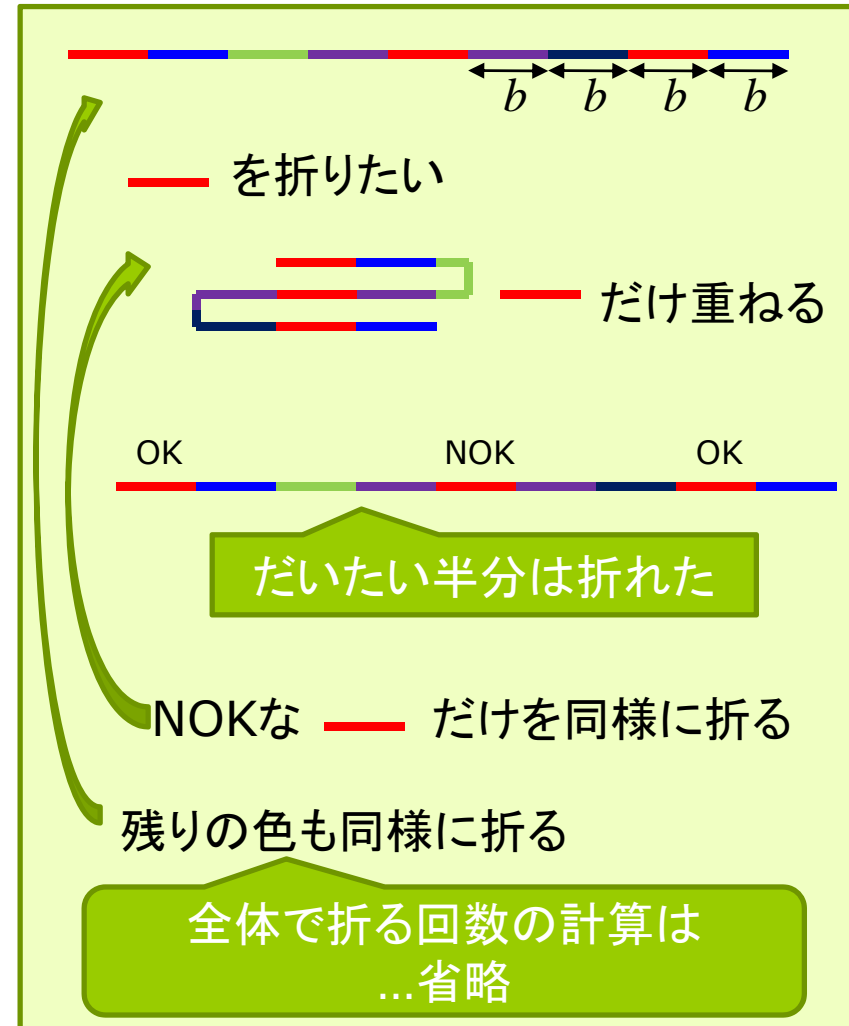 b b b b
を折りたい
だけ重ねる
OK NOK OK
だいたい半分は折れた
NOKな だけを同様に折る
残りの色も同様に折る
全体で折る回数の計算は
...省略